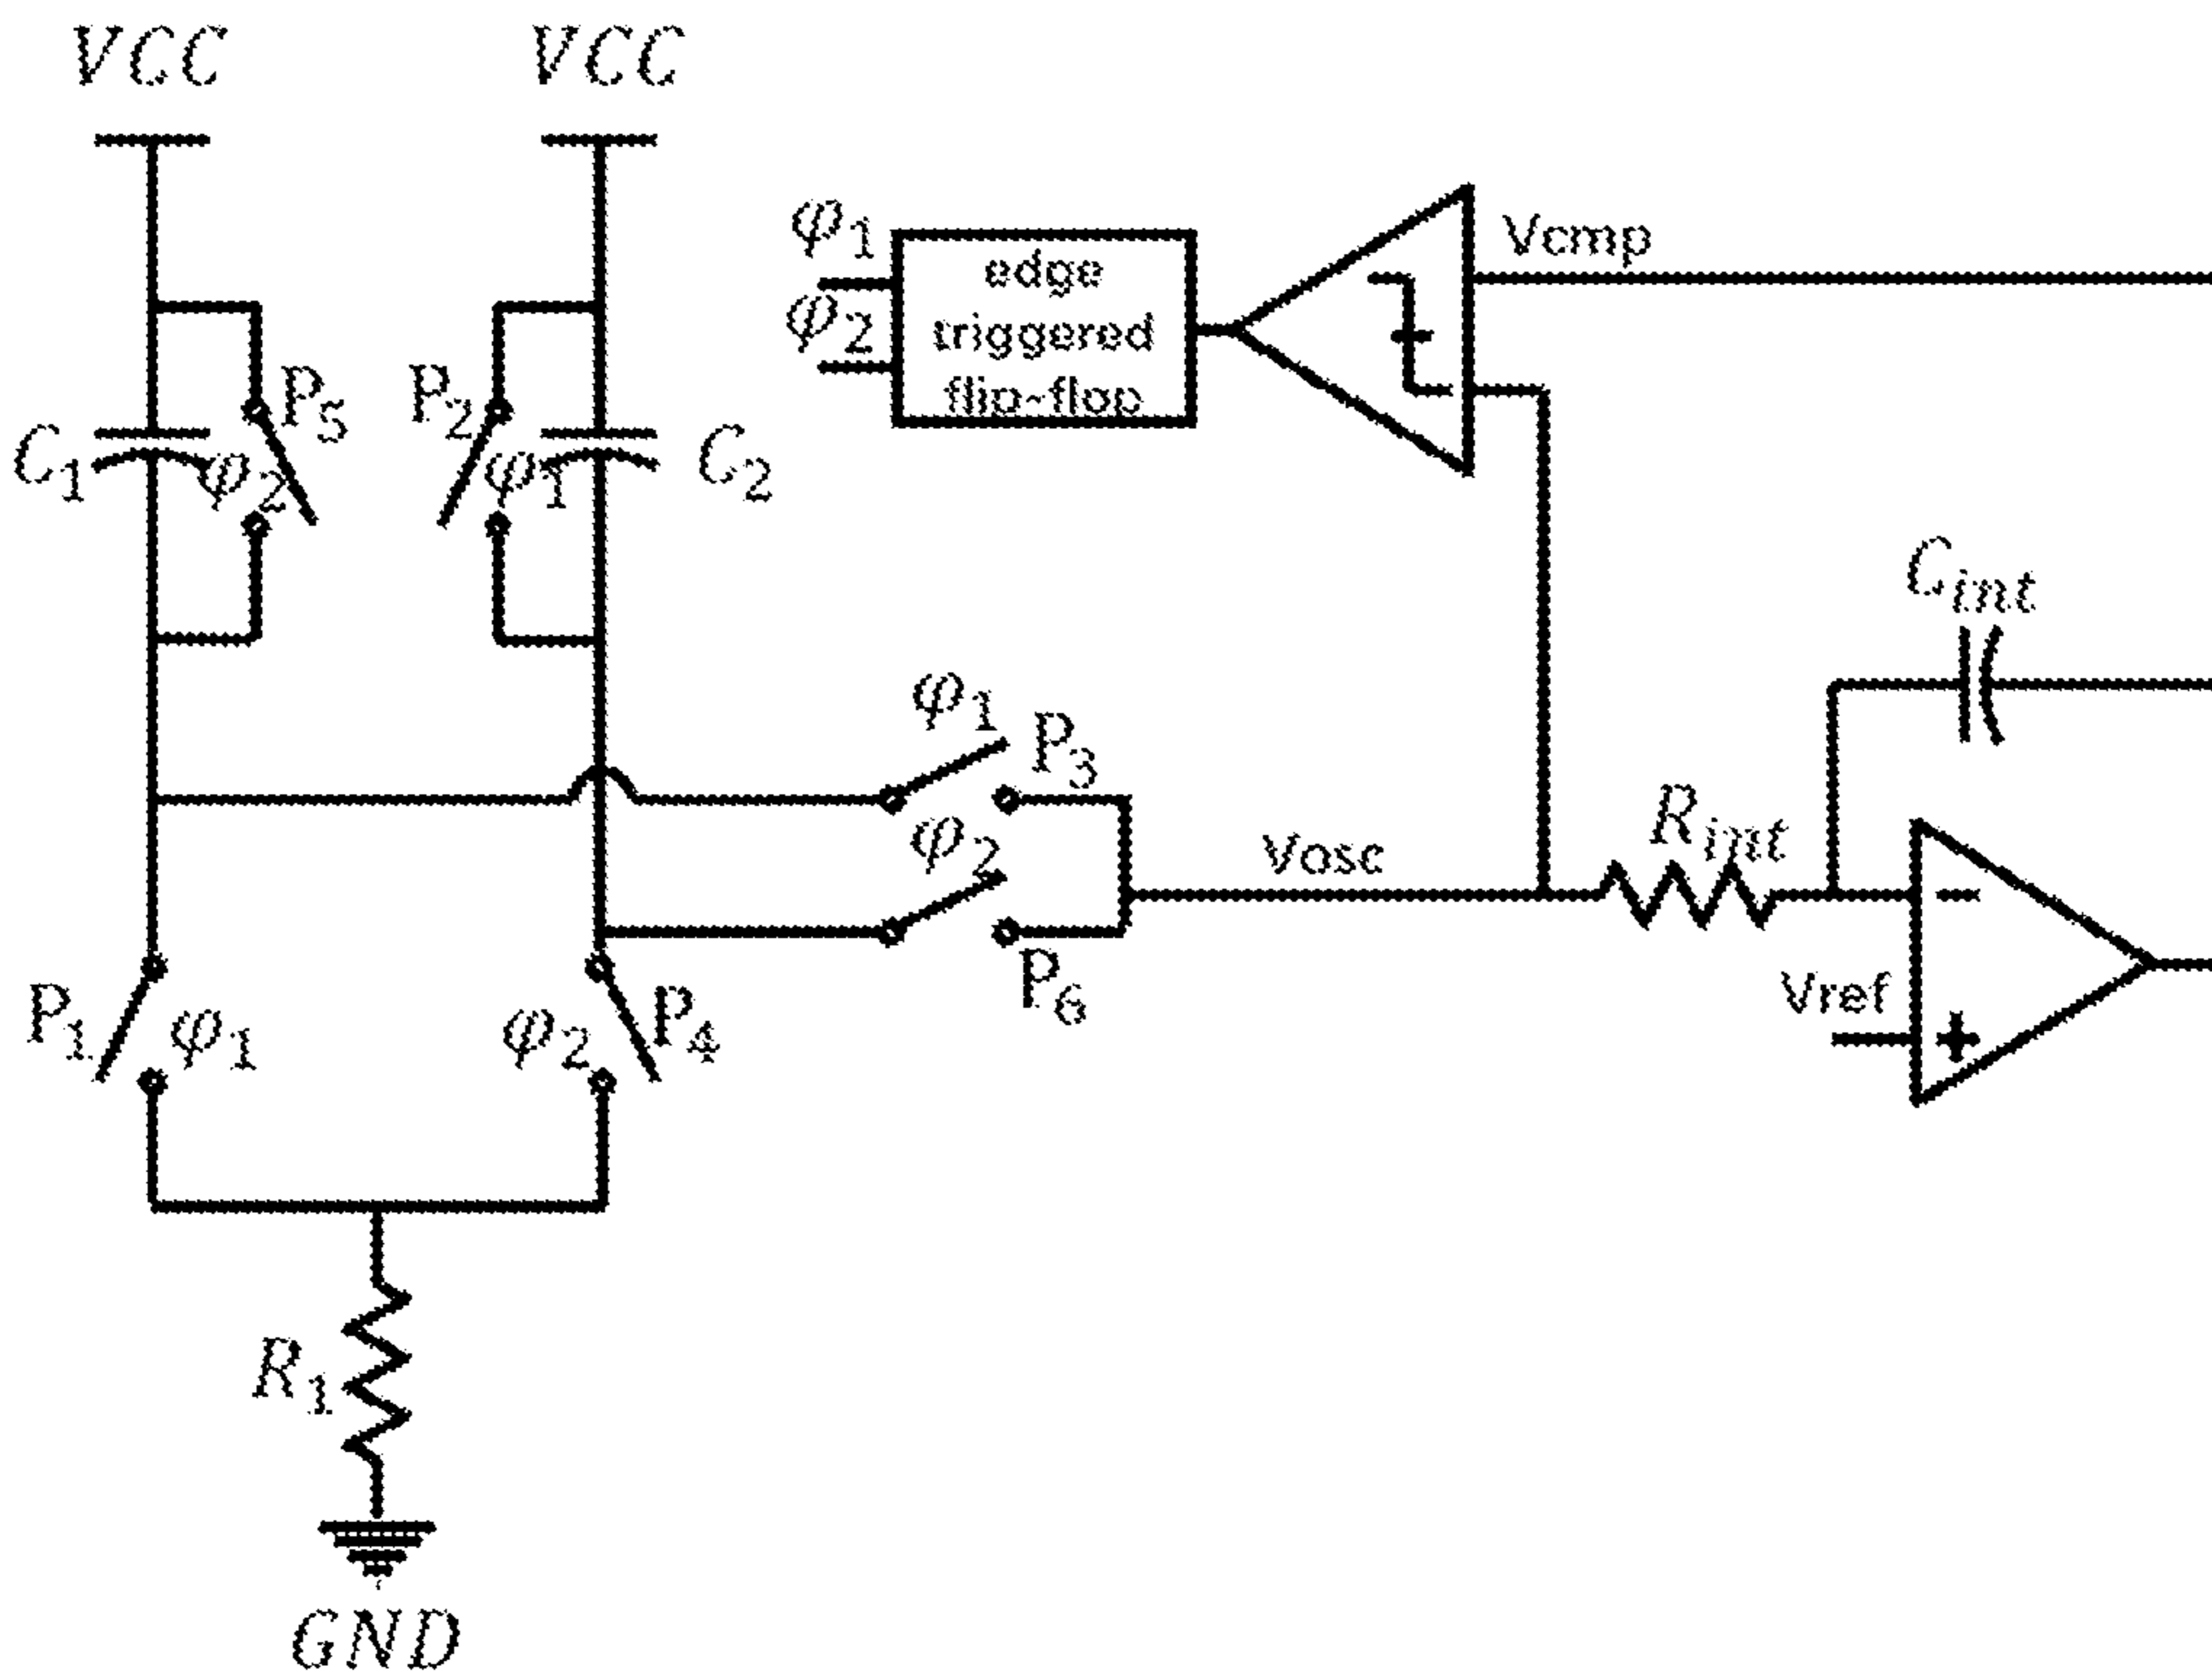 VCC
VCC
φ1
φ2
edge
triggered
flip-flop
Vcmp
P5
P2
C1
φ2
φ1
C2
Cint
φ1
P3
φ2
Vosc
Rint
P6
Vref
P1
φ1
φ2
P4
R1
GND